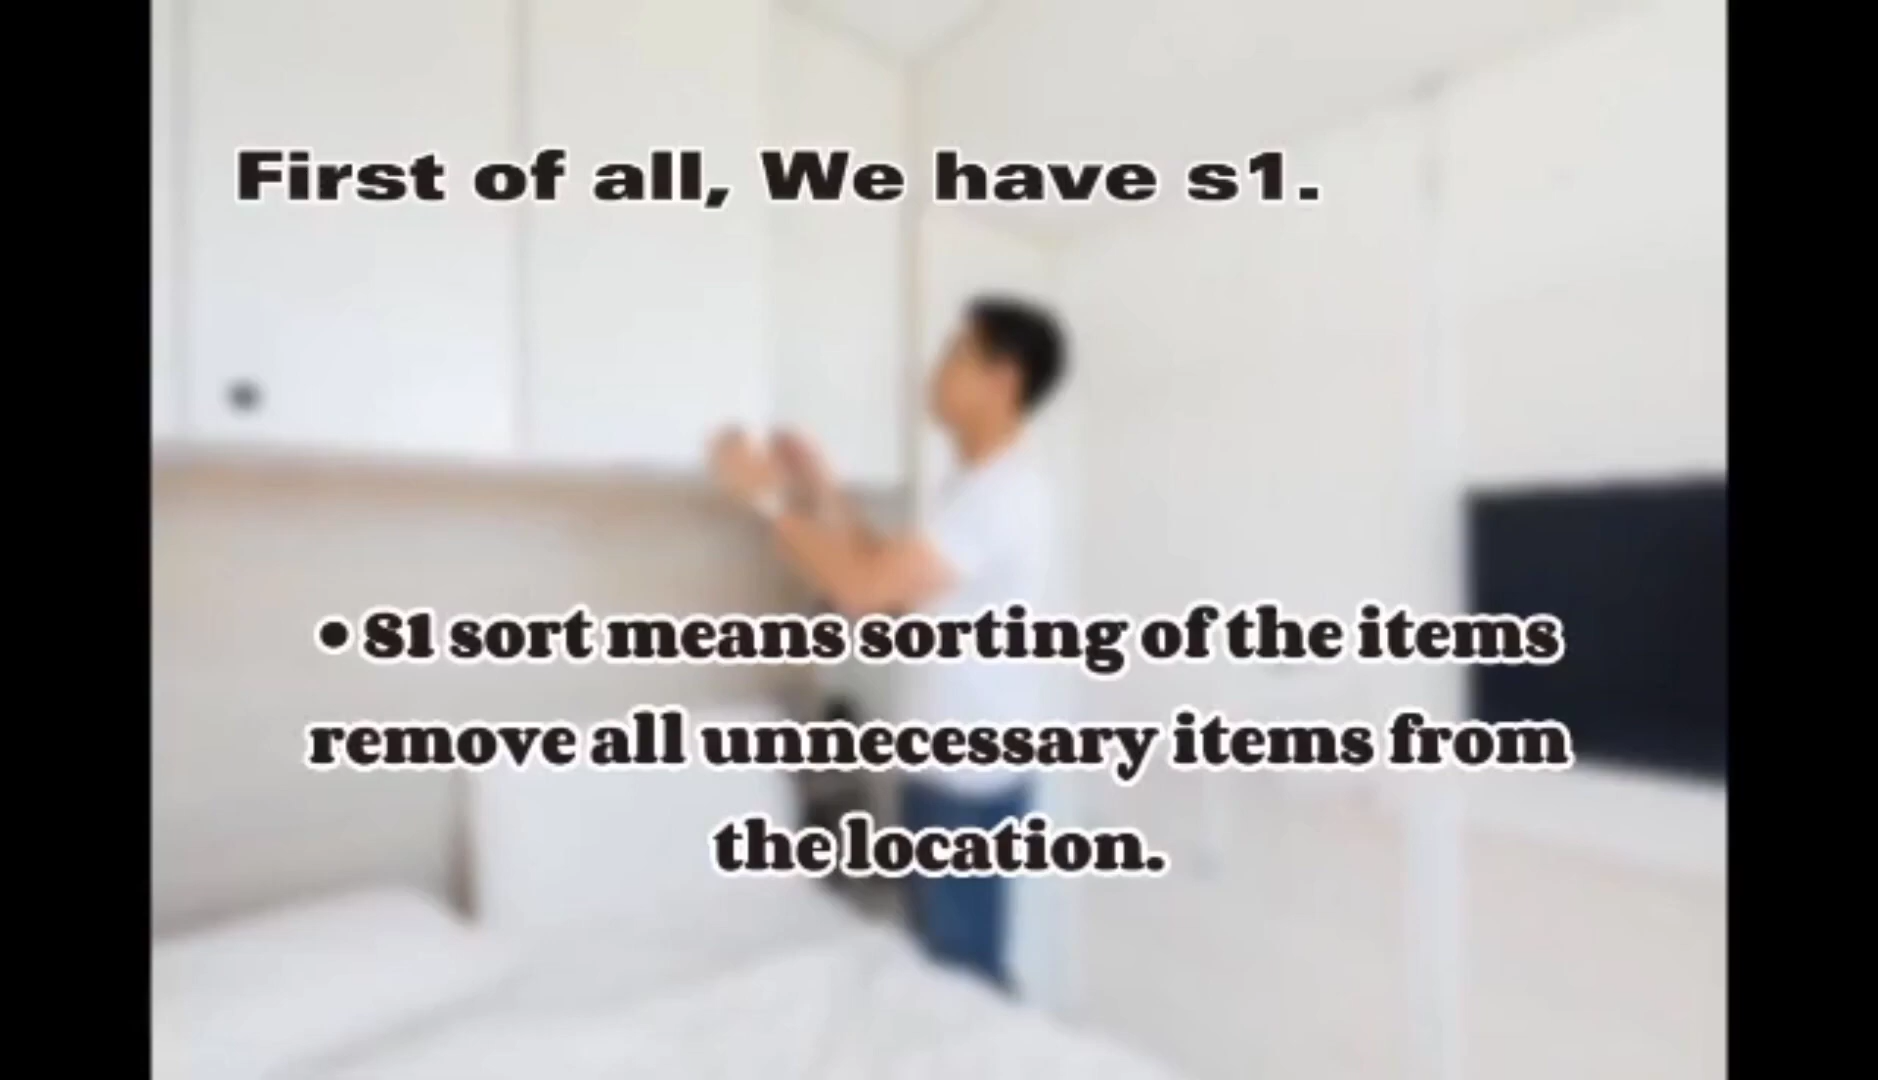 First of all, We have s1.
• S1 sort means sorting of the items
remove all unnecessary items from
the location.